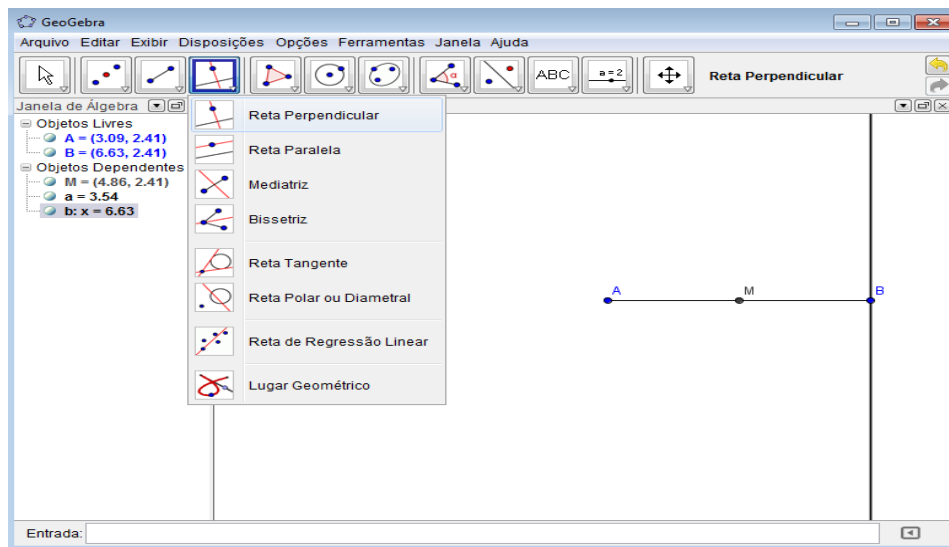 GeoGebra
Arquivo Editar Exibir Disposições Opções Ferramentas Janela Ajuda
α ABC a=2 Reta Perpendicular
Janela de Álgebra
Objetos Livres
A = (3.09, 2.41)
B = (6.63, 2.41)
Objetos Dependentes
M = (4.86, 2.41)
a = 3.54
b: x = 6.63
Reta Perpendicular
Reta Paralela
Mediatriz
Bissetriz
Reta Tangente
Reta Polar ou Diametral
Reta de Regressão Linear
Lugar Geométrico
A M B
Entrada: